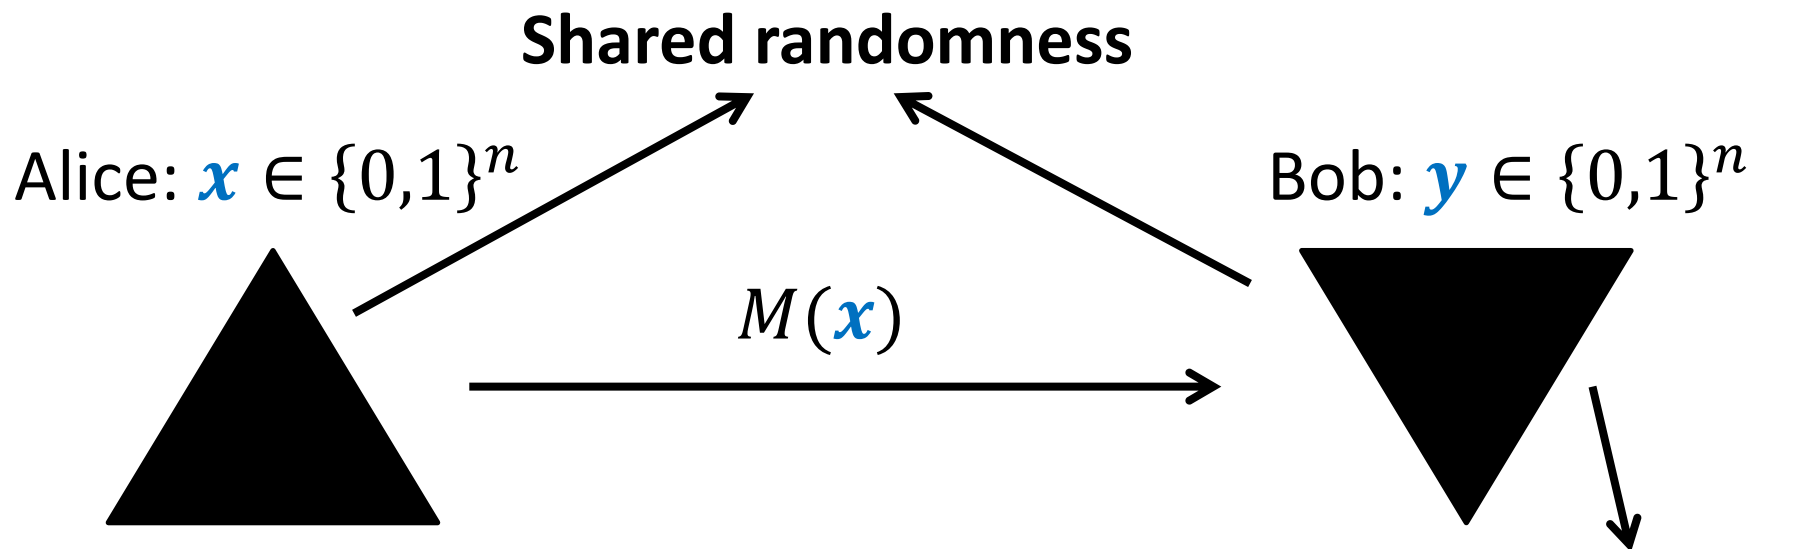 Shared randomness
Alice: x ∈ {0,1}ⁿ
Bob: y ∈ {0,1}ⁿ
M(x)